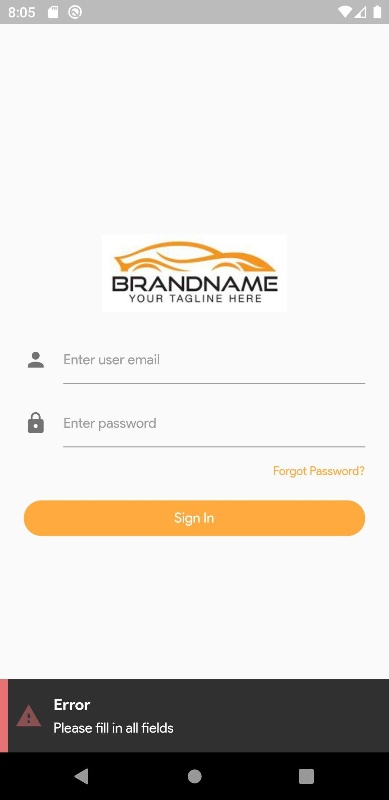 8:05
BRANDNAME
YOUR TAGLINE HERE
Enter user email
Enter password
Forgot Password?
Sign In
Error
Please fill in all fields